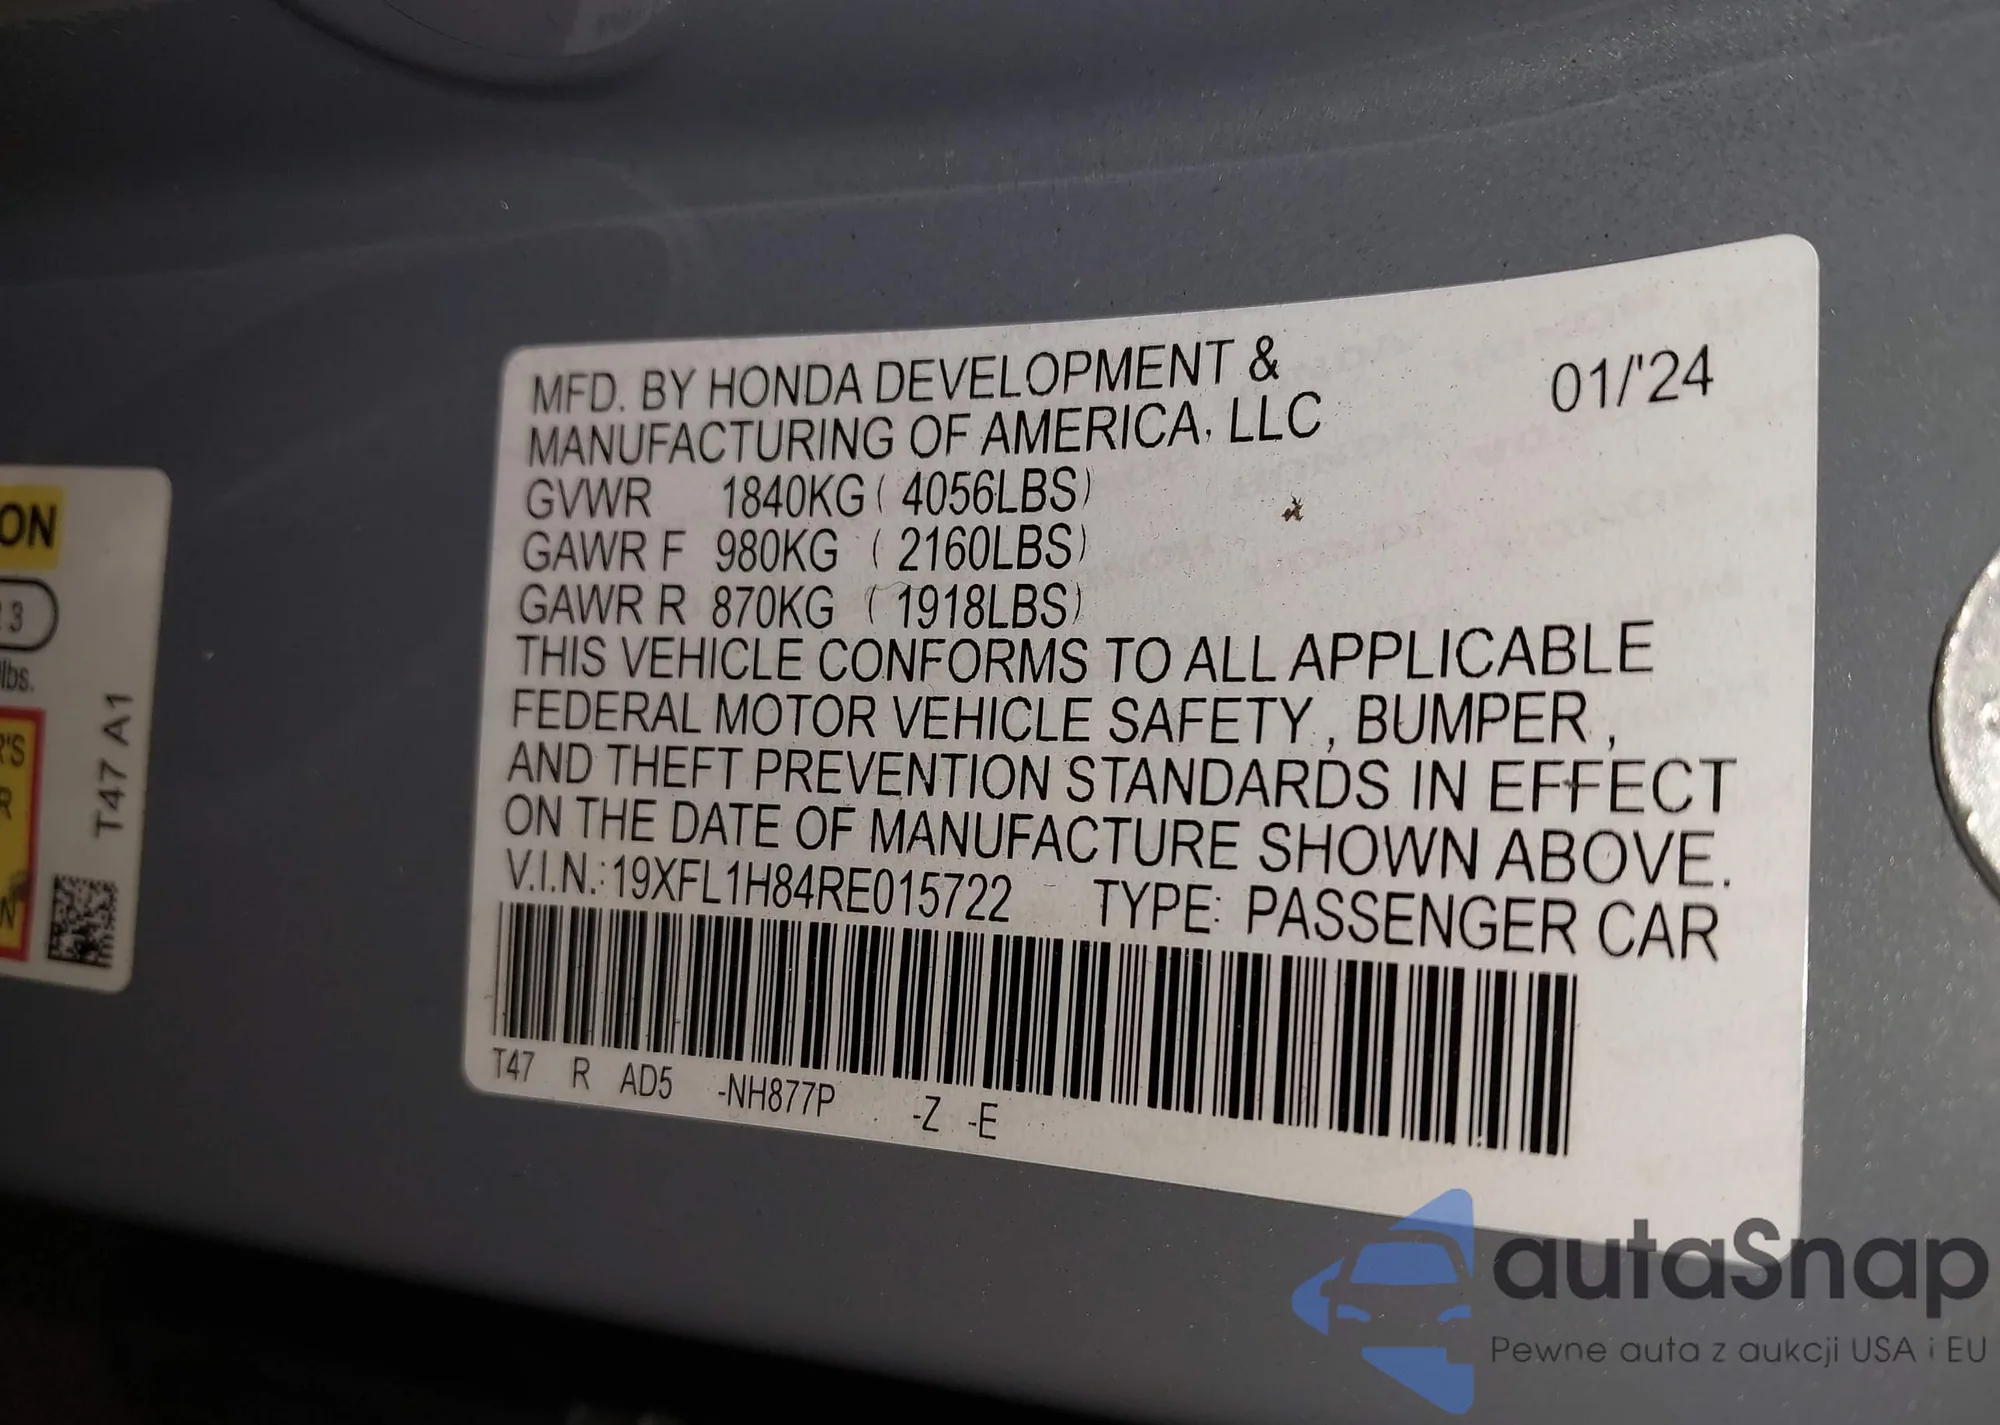 MFD. BY HONDA DEVELOPMENT &
MANUFACTURING OF AMERICA, LLC
01/'24
GVWR 1840KG ( 4056LBS)
GAWR F 980KG ( 2160LBS)
GAWR R 870KG ( 1918LBS)
THIS VEHICLE CONFORMS TO ALL APPLICABLE
FEDERAL MOTOR VEHICLE SAFETY , BUMPER ,
AND THEFT PREVENTION STANDARDS IN EFFECT
ON THE DATE OF MANUFACTURE SHOWN ABOVE.
V.I.N.:19XFL1H84RE015722 TYPE: PASSENGER CAR
T47 R AD5 -NH877P -Z -E
ON
3
lbs.
R'S
R
N
T47 A1
autaSnap
Pewne auta z aukcji USA i EU